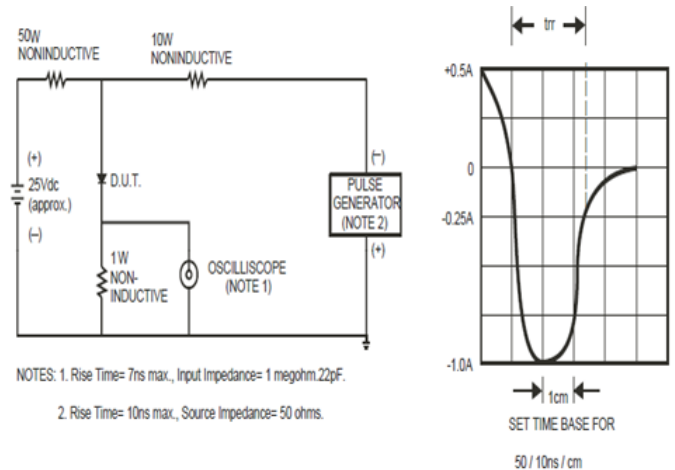 50W
NONINDUCTIVE
10W
NONINDUCTIVE
(+)
25Vdc
(approx.)
(–)
D.U.T.
1W
NON-
INDUCTIVE
OSCILLISCOPE
(NOTE 1)
(–)
PULSE
GENERATOR
(NOTE 2)
(+)
trr
+0.5A
0
-0.25A
-1.0A
1cm
SET TIME BASE FOR
50 / 10ns / cm
NOTES: 1. Rise Time= 7ns max., Input Impedance= 1 megohm.22pF.
2. Rise Time= 10ns max., Source Impedance= 50 ohms.